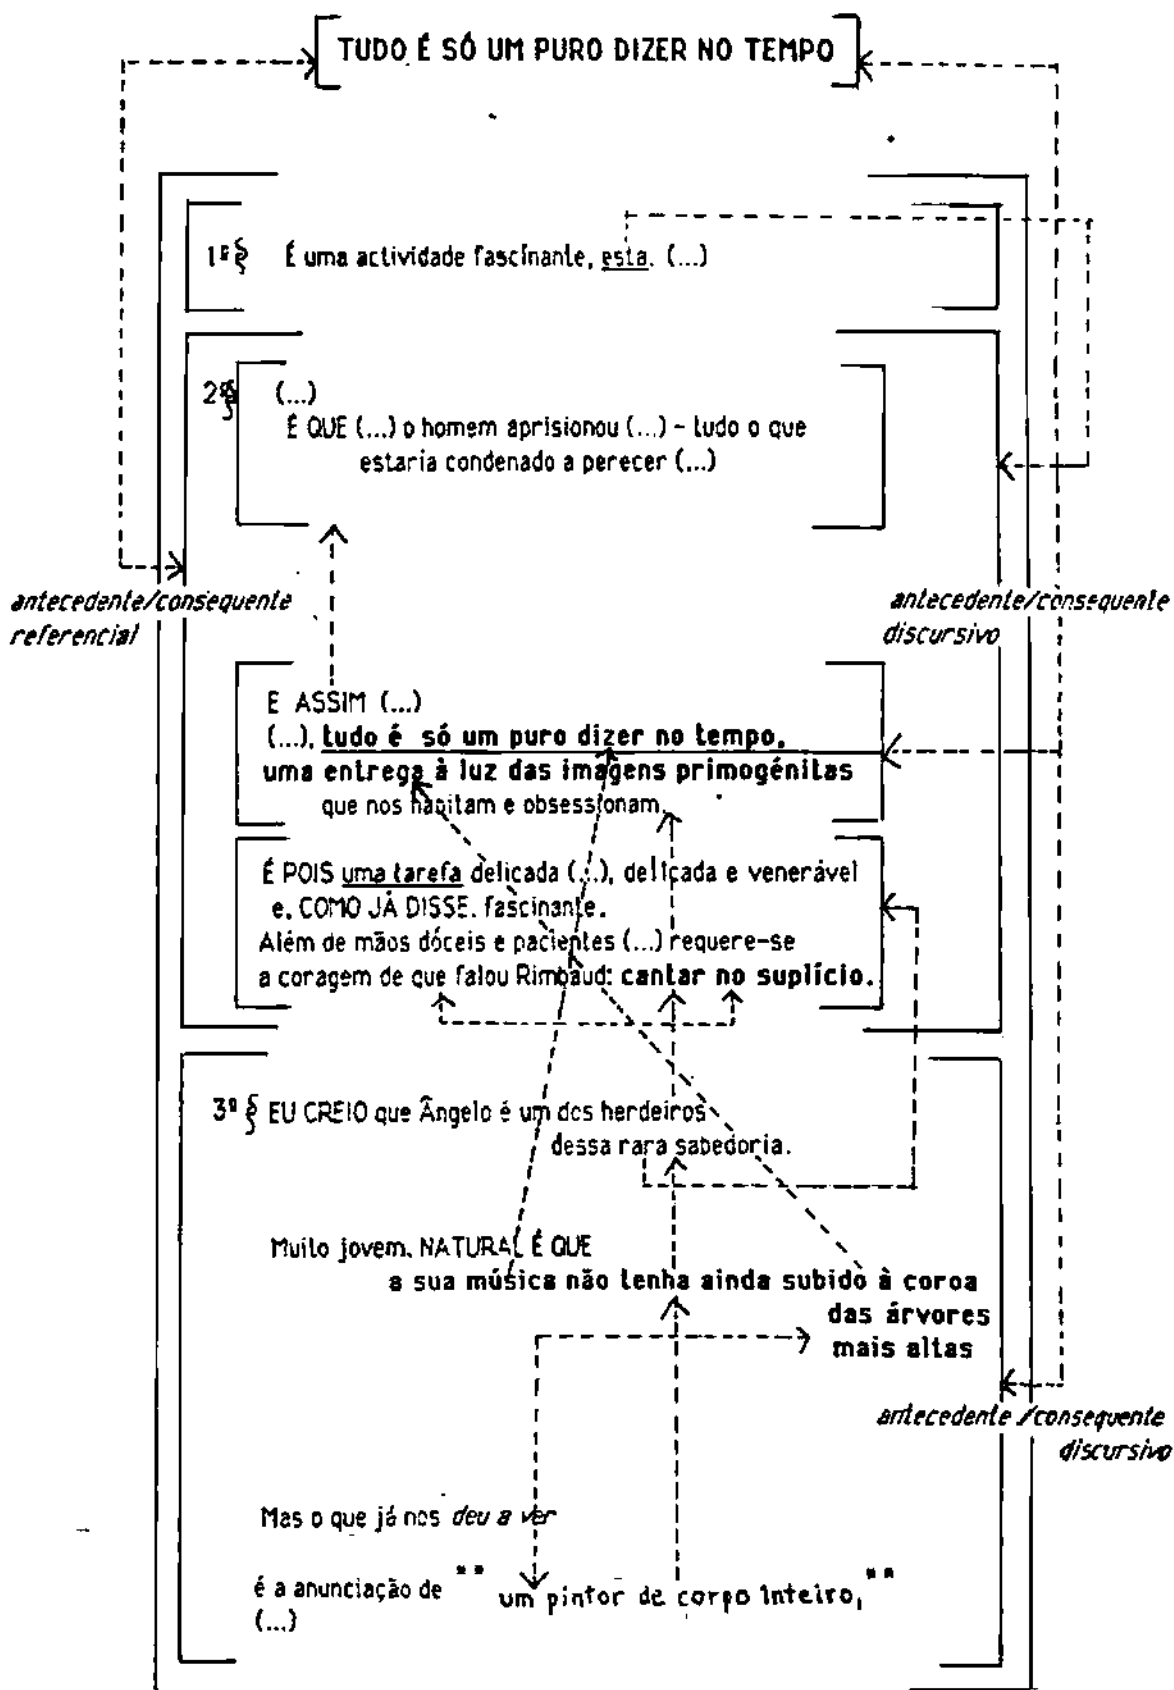 TUDO É SÓ UM PURO DIZER NO TEMPO
1º § É uma actividade fascinante, esta. (...)
2º § (...)
É QUE (...) o homem aprisionou (...) - tudo o que
estaria condenado a perecer (...)
antecedente/consequente
referencial
antecedente/consequente
discursivo
E ASSIM (...)
(...), tudo é só um puro dizer no tempo,
uma entrega à luz das imagens primogénitas
que nos habitam e obsessionam.
É POIS uma tarefa delicada (...), delicada e venerável
e, COMO JÁ DISSE, fascinante.
Além de mãos dóceis e pacientes (...) requere-se
a coragem de que falou Rimbaud: cantar no suplício.
3º § EU CREIO que Ângelo é um dos herdeiros
dessa rara sabedoria.
Muito jovem, NATURAL É QUE
a sua música não tenha ainda subido à coroa
das árvores
mais altas
antecedente/consequente
discursivo
Mas o que já nos deu a ver
é a anunciação de "" um pintor de corpo inteiro, ""
(...)